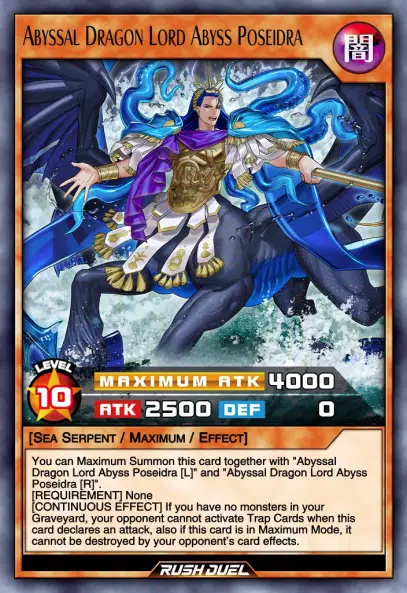 Abyssal Dragon Lord Abyss Poseidra
闇
LEVEL
10
MAXIMUM ATK 4000
ATK 2500 DEF 0
[Sea Serpent / Maximum / Effect]
You can Maximum Summon this card together with "Abyssal
Dragon Lord Abyss Poseidra [L]" and "Abyssal Dragon Lord Abyss
Poseidra [R]".
[REQUIREMENT] None
[CONTINUOUS EFFECT] If you have no monsters in your
Graveyard, your opponent cannot activate Trap Cards when this
card declares an attack, also if this card is in Maximum Mode, it
cannot be destroyed by your opponent's card effects.
RUSH DUEL